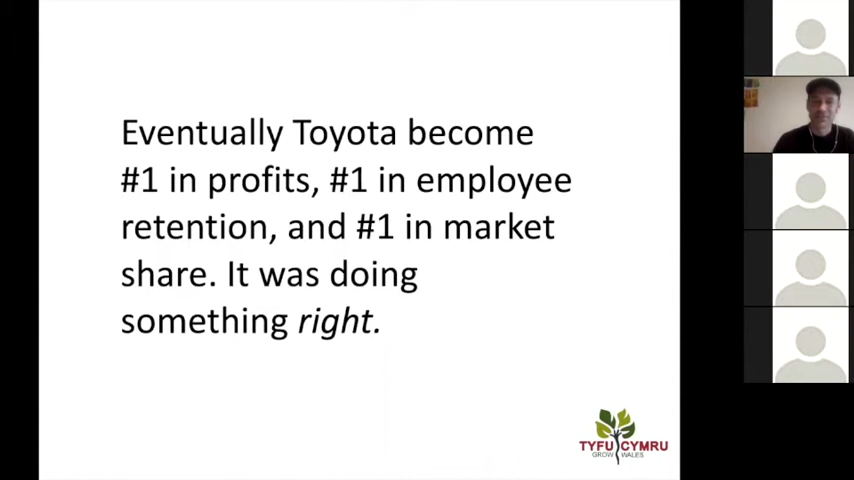 Eventually Toyota become
#1 in profits, #1 in employee
retention, and #1 in market
share. It was doing
something right.
TYFU CYMRU
GROW WALES